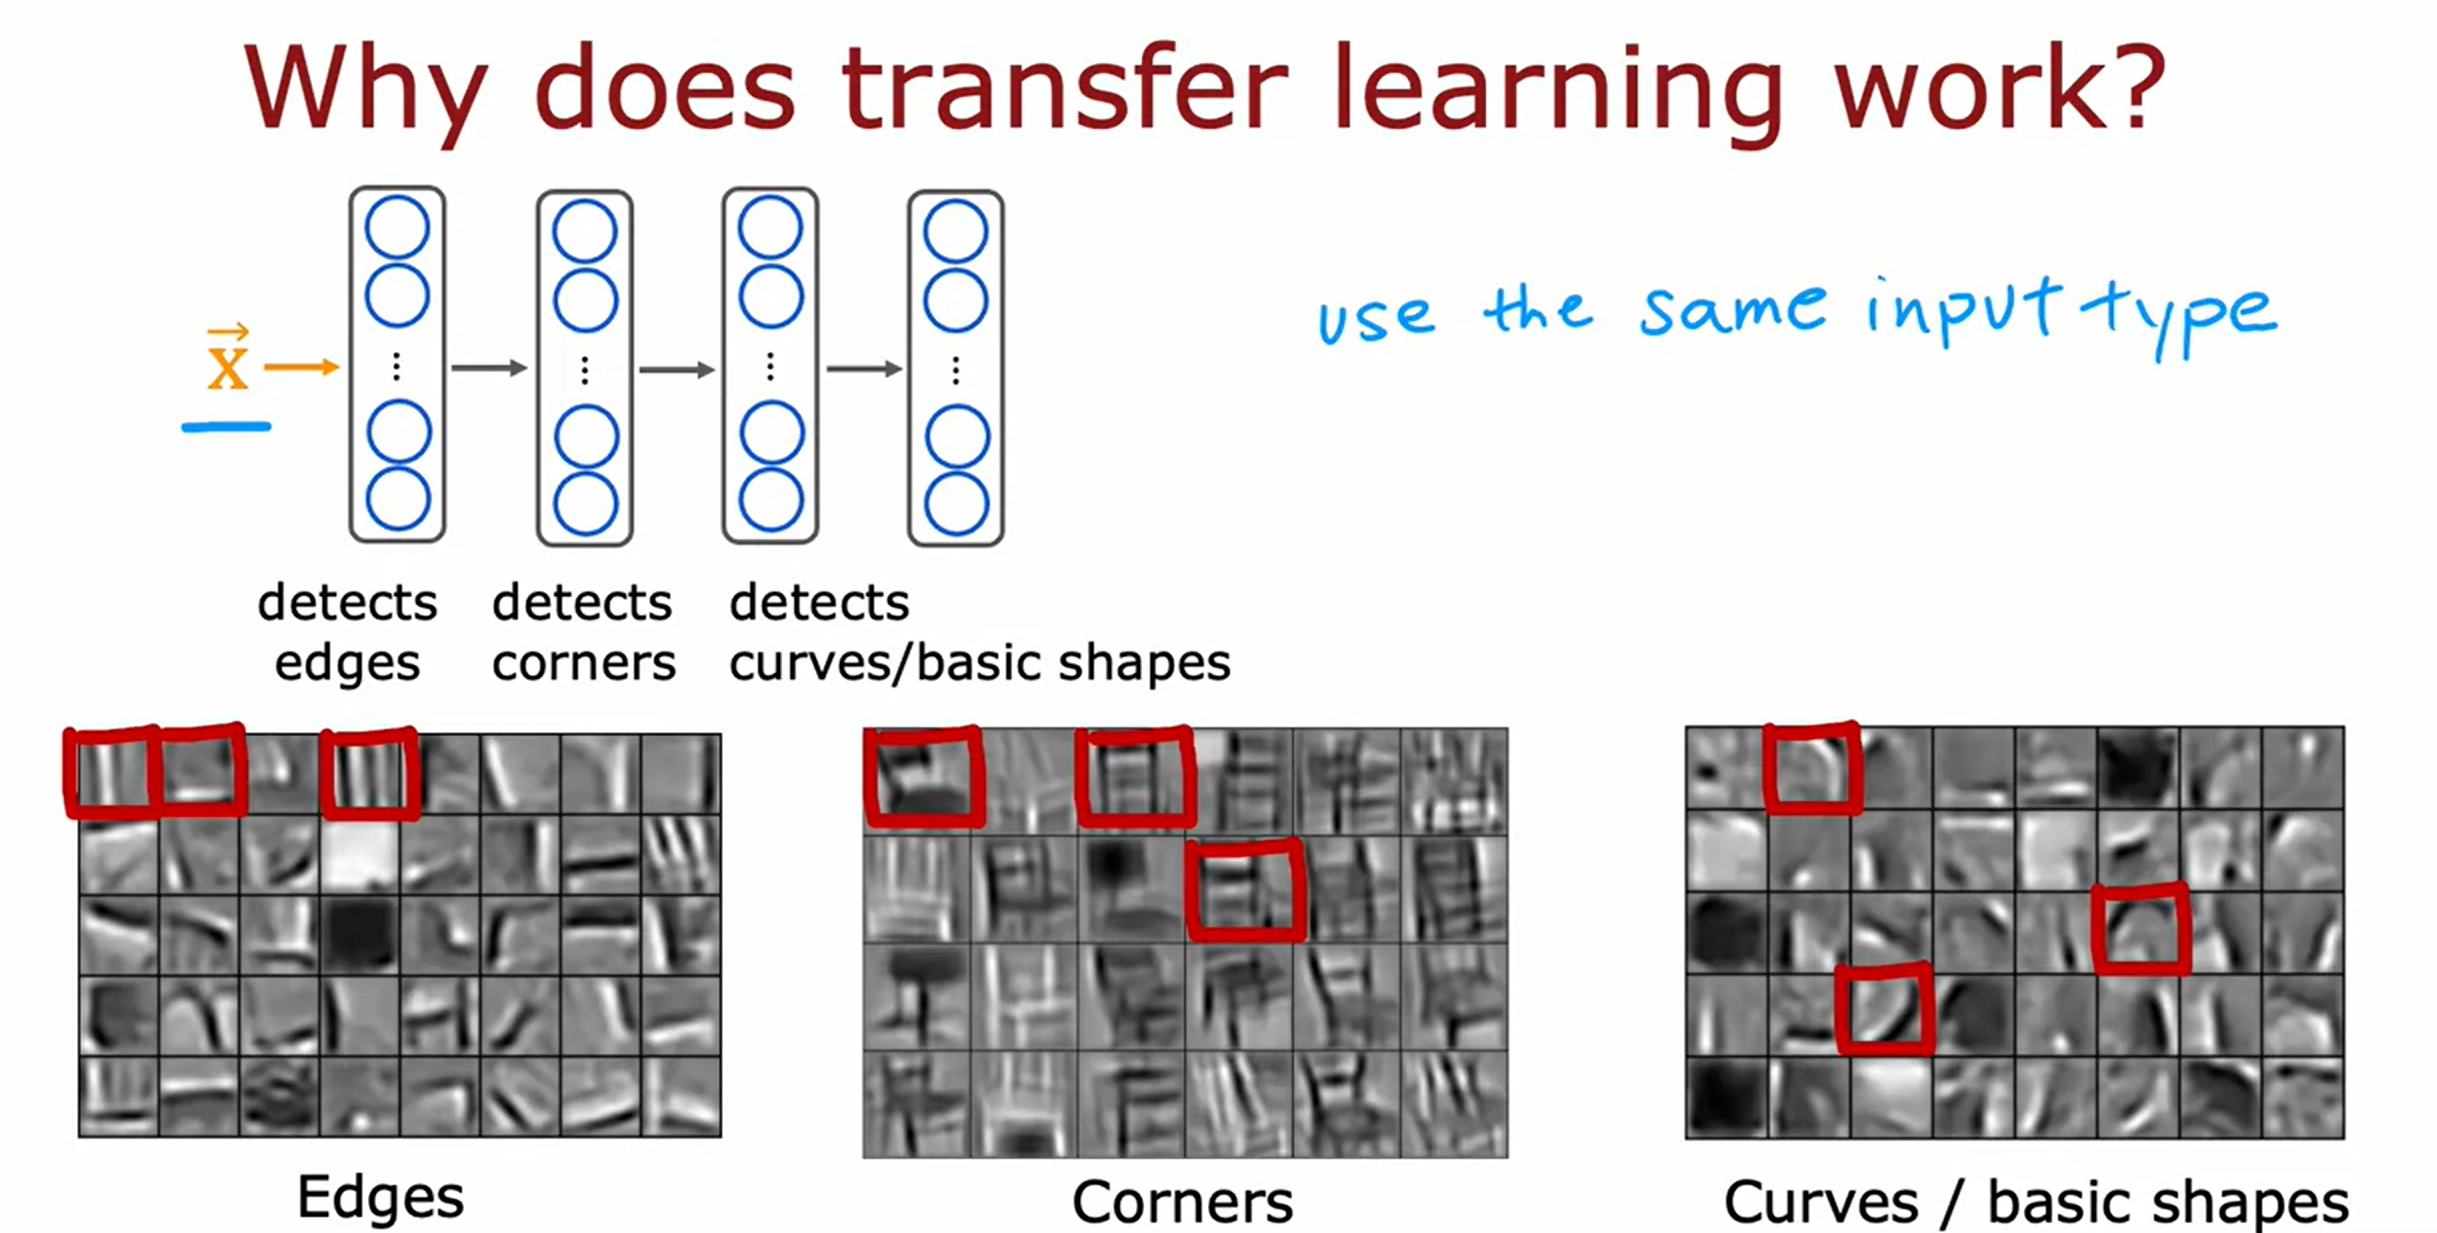 Why does transfer learning work?
x
use the same input type
detects
edges
detects
corners
detects
curves/basic shapes
Edges
Corners
Curves / basic shapes